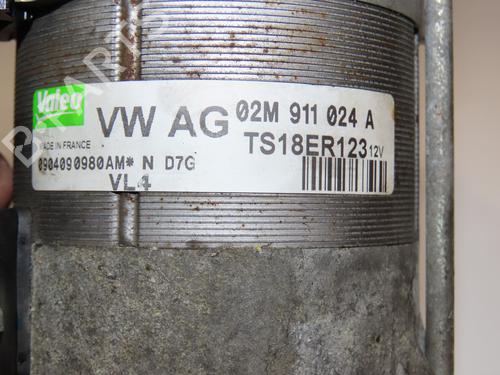 Valeo
VW AG 02M 911 024 A
MADE IN FRANCE
TS18ER123 12V
0904090980AM* N D7G
VL4